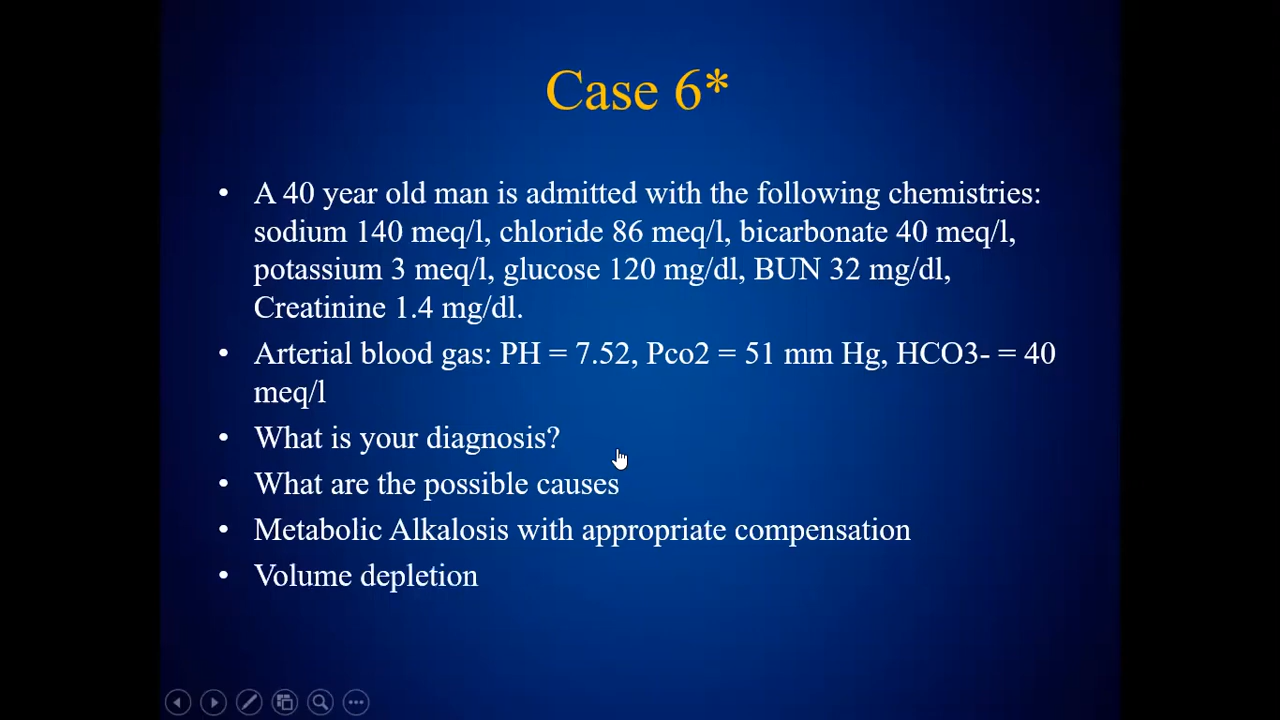 Case 6*
• A 40 year old man is admitted with the following chemistries:
sodium 140 meq/l, chloride 86 meq/l, bicarbonate 40 meq/l,
potassium 3 meq/l, glucose 120 mg/dl, BUN 32 mg/dl,
Creatinine 1.4 mg/dl.
• Arterial blood gas: PH = 7.52, Pco2 = 51 mm Hg, HCO3- = 40
meq/l
• What is your diagnosis?
• What are the possible causes
• Metabolic Alkalosis with appropriate compensation
• Volume depletion